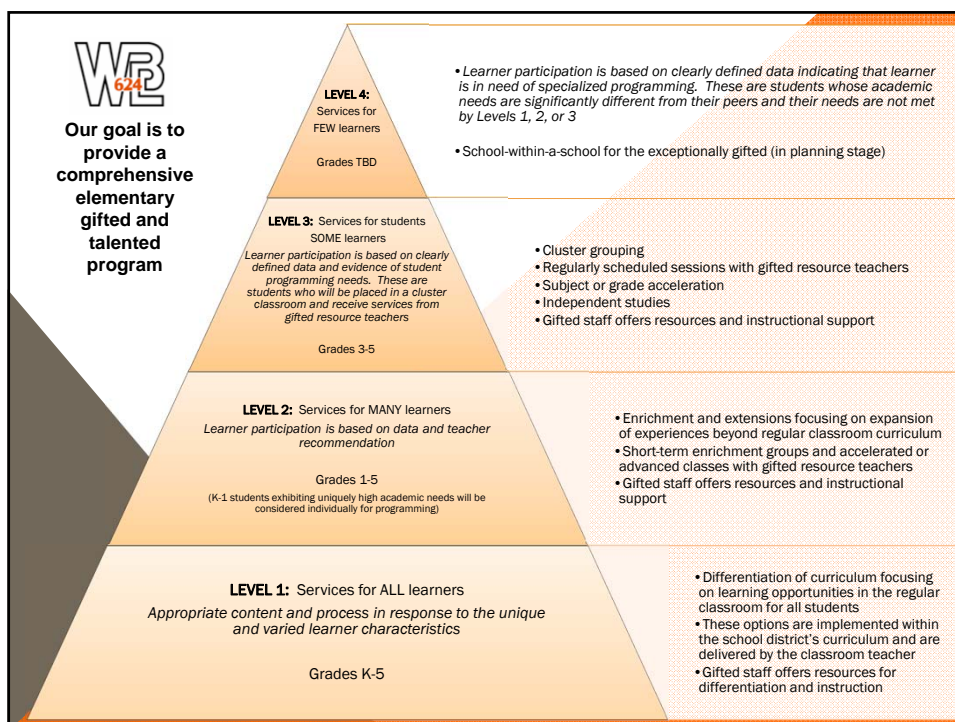 WBL
624
Our goal is to
provide a
comprehensive
elementary
gifted and
talented
program
LEVEL 4:
Services for
FEW learners
Grades TBD
•Learner participation is based on clearly defined data indicating that learner
is in need of specialized programming. These are students whose academic
needs are significantly different from their peers and their needs are not met
by Levels 1, 2, or 3
•School-within-a-school for the exceptionally gifted (in planning stage)
LEVEL 3: Services for students
SOME learners
Learner participation is based on clearly
defined data and evidence of student
programming needs. These are
students who will be placed in a cluster
classroom and receive services from
gifted resource teachers
Grades 3-5
•Cluster grouping
•Regularly scheduled sessions with gifted resource teachers
•Subject or grade acceleration
•Independent studies
•Gifted staff offers resources and instructional support
LEVEL 2: Services for MANY learners
Learner participation is based on data and teacher
recommendation
Grades 1-5
(K-1 students exhibiting uniquely high academic needs will be
considered individually for programming)
•Enrichment and extensions focusing on expansion
of experiences beyond regular classroom curriculum
•Short-term enrichment groups and accelerated or
advanced classes with gifted resource teachers
•Gifted staff offers resources and instructional
support
LEVEL 1: Services for ALL learners
Appropriate content and process in response to the unique
and varied learner characteristics
Grades K-5
•Differentiation of curriculum focusing
on learning opportunities in the regular
classroom for all students
•These options are implemented within
the school district's curriculum and are
delivered by the classroom teacher
•Gifted staff offers resources for
differentiation and instruction